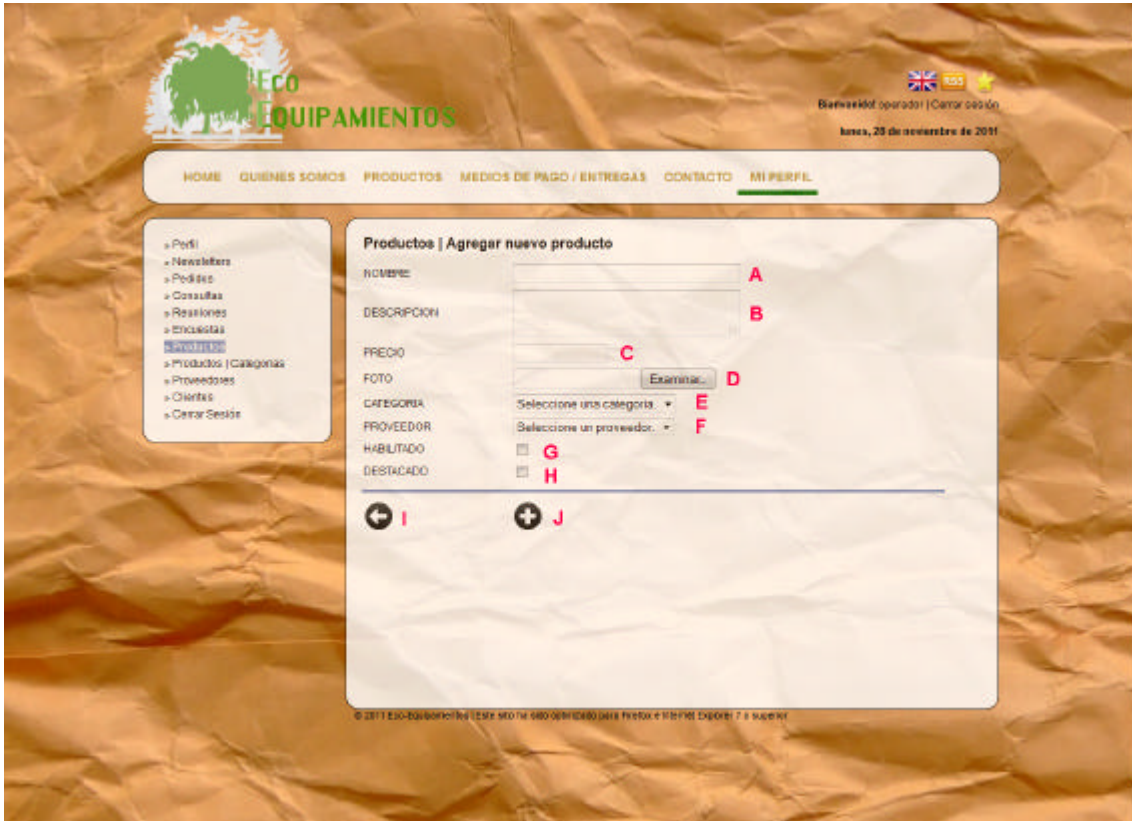 Eco
EQUIPAMIENTOS
RSS
Bienvenido! operador | Cerrar sesión
lunes, 28 de noviembre de 2011
HOME QUIÉNES SOMOS PRODUCTOS MEDIOS DE PAGO / ENTREGAS CONTACTO MI PERFIL
» Perfil
» Newsletters
» Pedidos
» Consultas
» Reuniones
» Encuestas
» Productos
» Productos | Categorias
» Proveedores
» Clientes
» Cerrar Sesión
Productos | Agregar nuevo producto
NOMBRE A
DESCRIPCION B
PRECIO C
FOTO Examinar... D
CATEGORIA Seleccione una categoria. E
PROVEEDOR Seleccione un proveedor. F
HABILITADO G
DESTACADO H
I J
© 2011 Eco-Equipamientos | Este sitio ha sido optimizado para Firefox e Internet Explorer 7 o superior